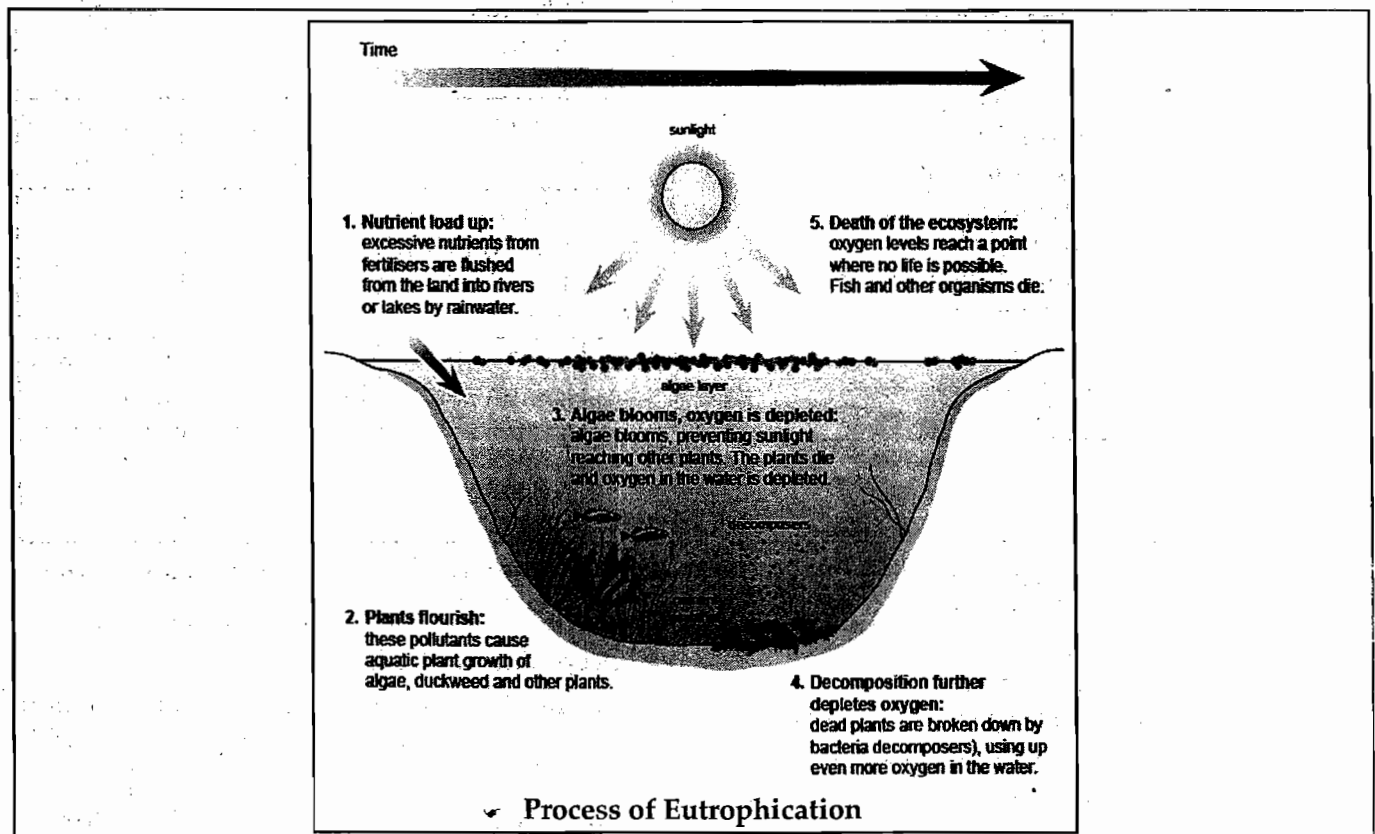 Time
sunlight
1. Nutrient load up:
excessive nutrients from
fertilisers are flushed
from the land into rivers
or lakes by rainwater.
5. Death of the ecosystem:
oxygen levels reach a point
where no life is possible.
Fish and other organisms die.
algae layer
3. Algae blooms, oxygen is depleted:
algae blooms, preventing sunlight
reaching other plants. The plants die
and oxygen in the water is depleted.
decomposers
2. Plants flourish:
these pollutants cause
aquatic plant growth of
algae, duckweed and other plants.
4. Decomposition further
depletes oxygen:
dead plants are broken down by
bacteria decomposers), using up
even more oxygen in the water.
Process of Eutrophication